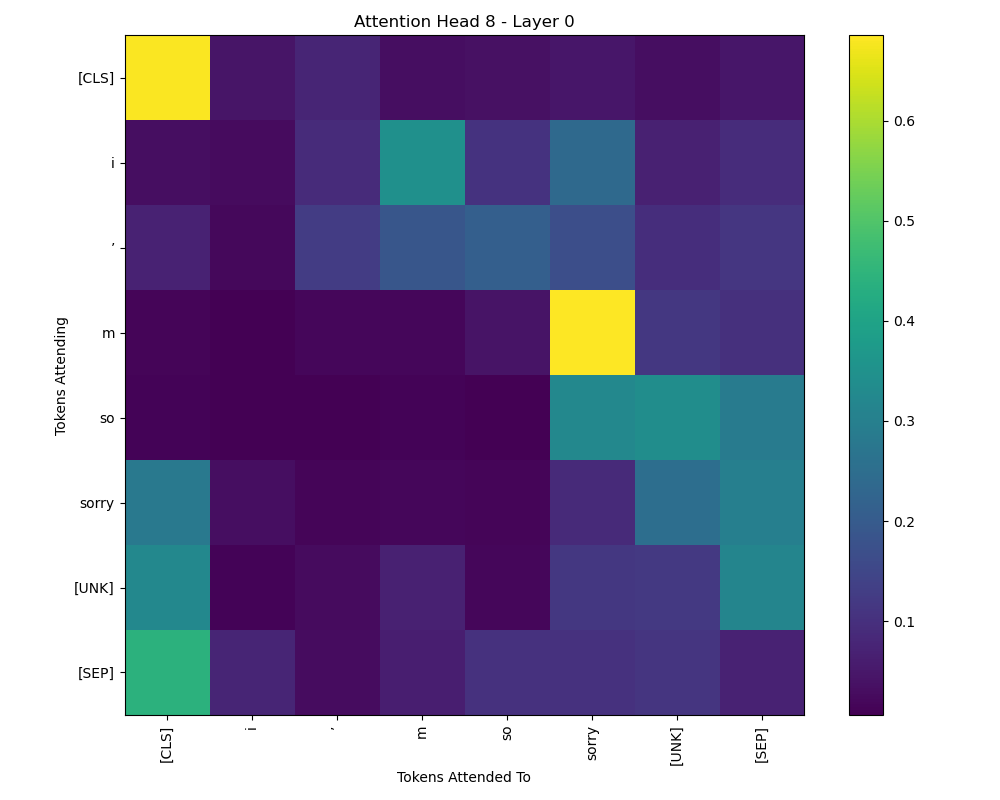 Attention Head 8 - Layer 0
[CLS]
i
’
m
so
sorry
[UNK]
[SEP]
Tokens Attending
[CLS]
i
’
m
so
sorry
[UNK]
[SEP]
Tokens Attended To
0.6
0.5
0.4
0.3
0.2
0.1